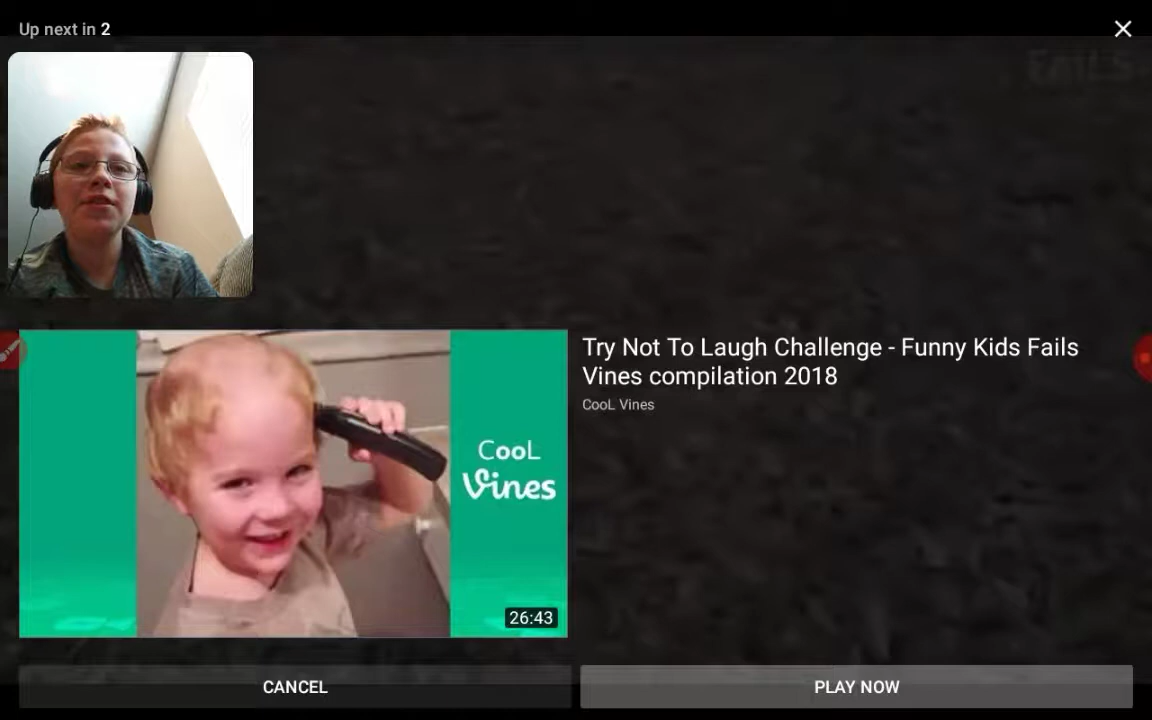 Up next in 2
FAILS
Try Not To Laugh Challenge - Funny Kids Fails
Vines compilation 2018
CooL Vines
CooL
Vines
26:43
CANCEL
PLAY NOW